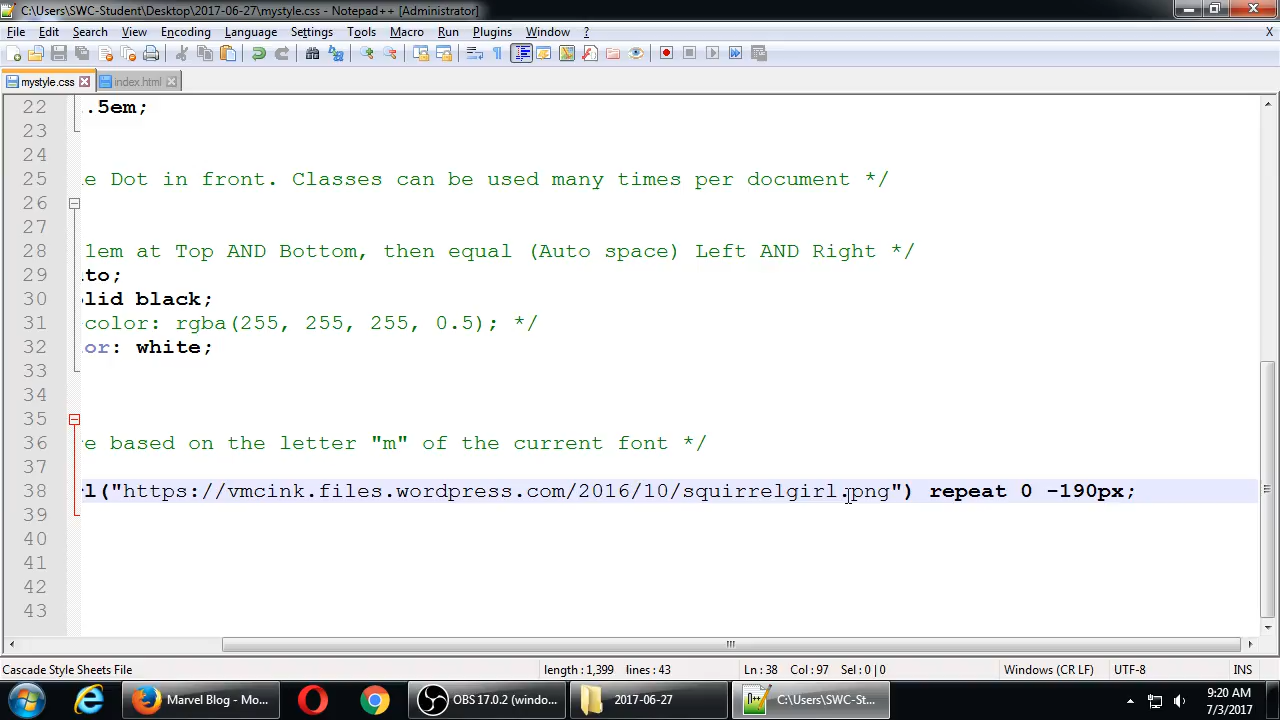 C:\Users\SWC-Student\Desktop\2017-06-27\mystyle.css - Notepad++ [Administrator]
File Edit Search View Encoding Language Settings Tools Macro Run Plugins Window ? X
mystyle.css index.html
22 .5em;
23
24
25 e Dot in front. Classes can be used many times per document */
26
27
28 1em at Top AND Bottom, then equal (Auto space) Left AND Right */
29 to;
30 lid black;
31 color: rgba(255, 255, 255, 0.5); */
32 or: white;
33
34
35
36 e based on the letter "m" of the current font */
37
38 l("https://vmcink.files.wordpress.com/2016/10/squirrelgirl.png") repeat 0 -190px;
39
40
41
42
43
Cascade Style Sheets File length : 1,399 lines : 43 Ln : 38 Col : 97 Sel : 0 | 0 Windows (CR LF) UTF-8 INS
Marvel Blog - Mo... OBS 17.0.2 (windo... 2017-06-27 C:\Users\SWC-St... 9:20 AM
7/3/2017